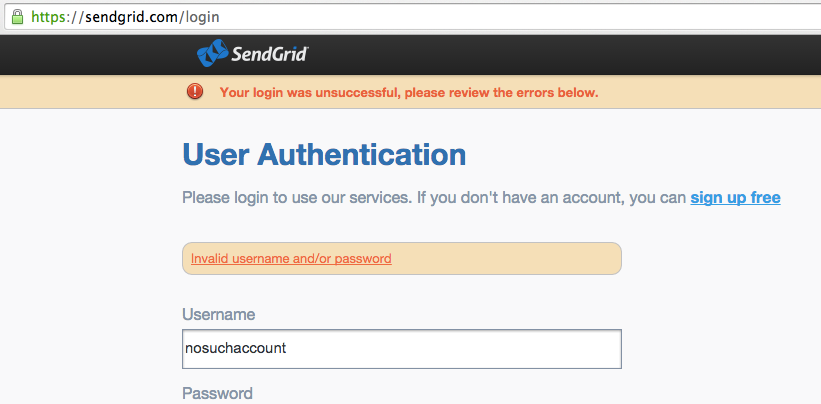 https://sendgrid.com/login
SendGrid
Your login was unsuccessful, please review the errors below.
User Authentication
Please login to use our services. If you don't have an account, you can sign up free
Invalid username and/or password
Username
nosuchaccount
Password